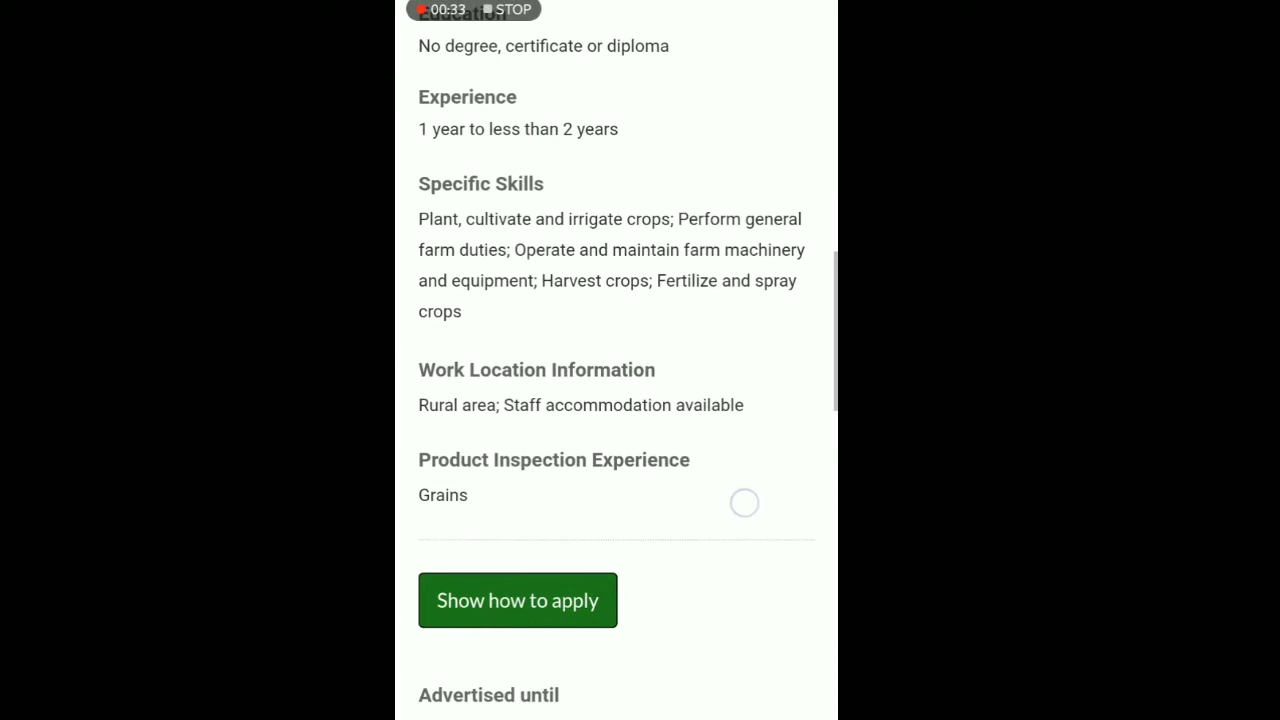 Education
00:33 STOP
No degree, certificate or diploma
Experience
1 year to less than 2 years
Specific Skills
Plant, cultivate and irrigate crops; Perform general
farm duties; Operate and maintain farm machinery
and equipment; Harvest crops; Fertilize and spray
crops
Work Location Information
Rural area; Staff accommodation available
Product Inspection Experience
Grains
Show how to apply
Advertised until